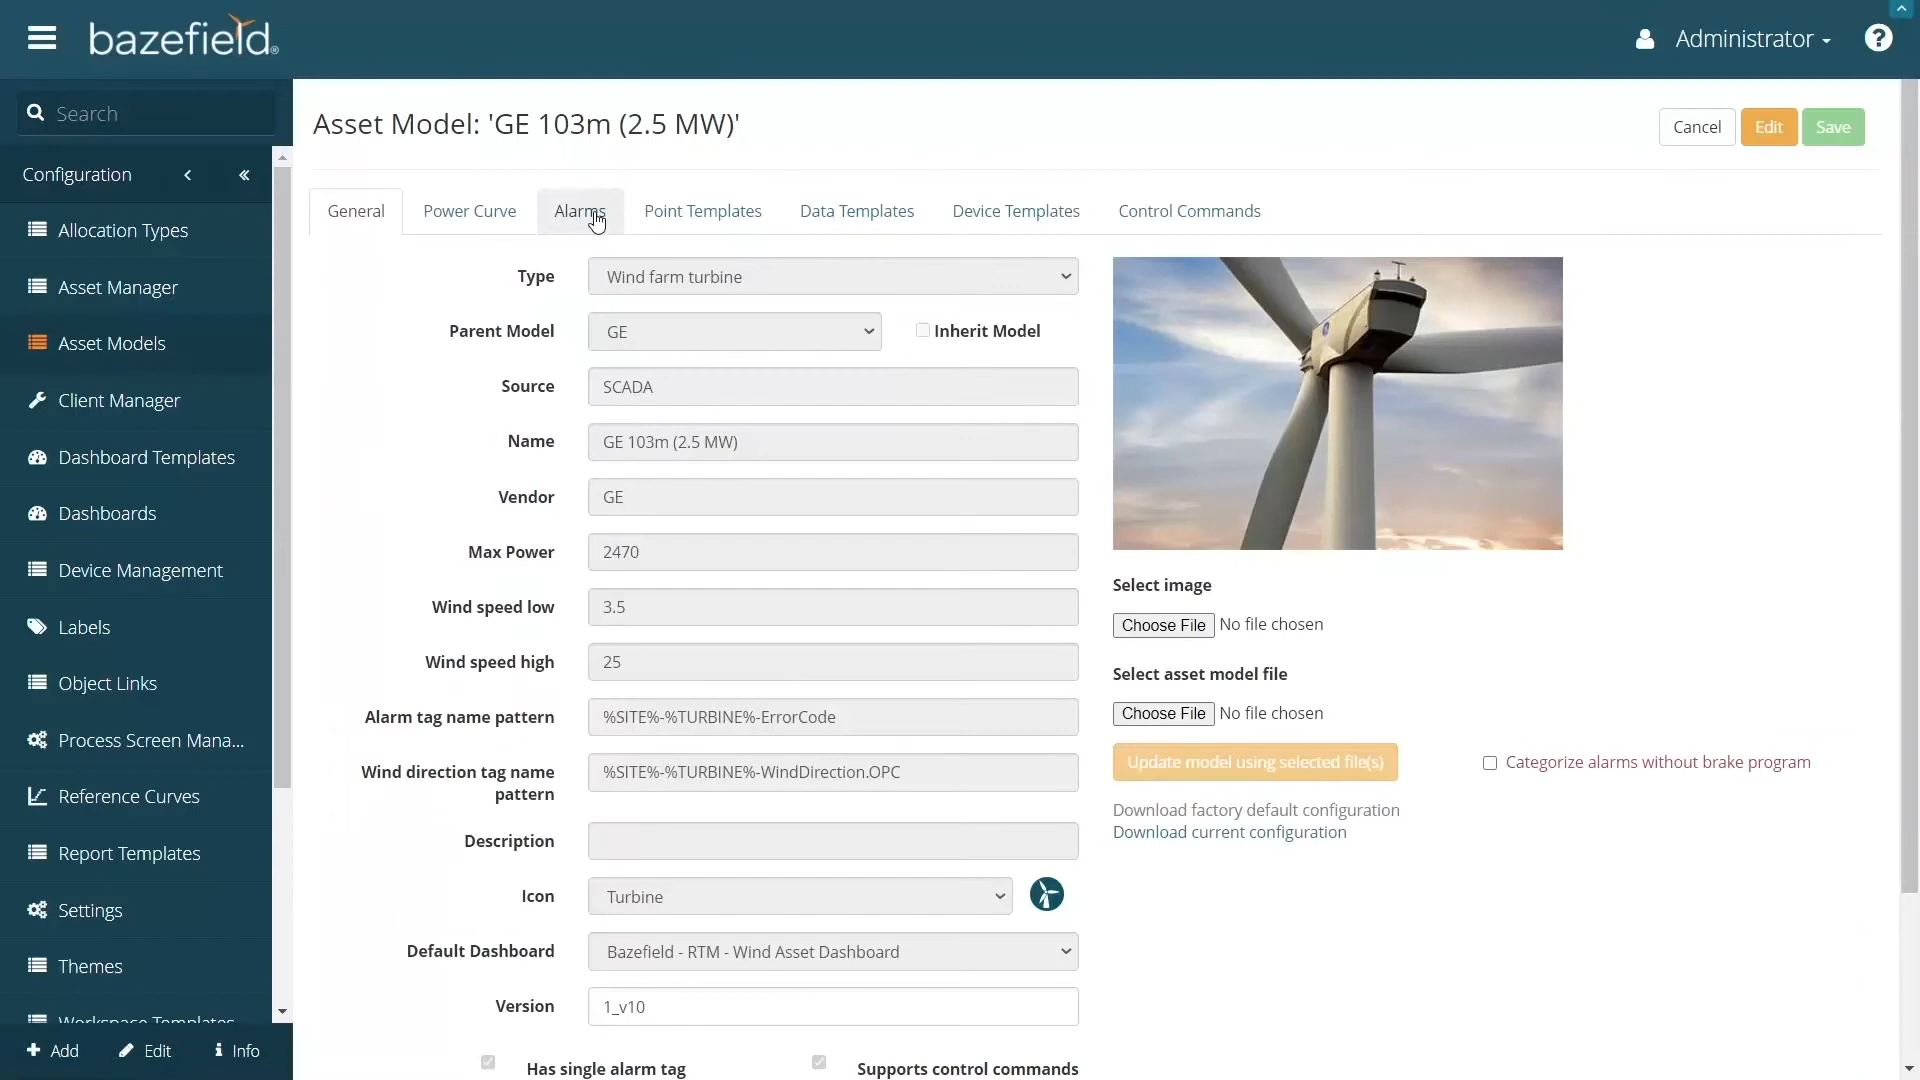 bazefield®
Administrator
?
Search
Configuration
Allocation Types
Asset Manager
Asset Models
Client Manager
Dashboard Templates
Dashboards
Device Management
Labels
Object Links
Process Screen Mana...
Reference Curves
Report Templates
Settings
Themes
Workspace Templates
Add Edit Info
Asset Model: 'GE 103m (2.5 MW)'
Cancel Edit Save
General Power Curve Alarms Point Templates Data Templates Device Templates Control Commands
Type Wind farm turbine
Parent Model GE Inherit Model
Source SCADA
Name GE 103m (2.5 MW)
Vendor GE
Max Power 2470
Wind speed low 3.5
Wind speed high 25
Alarm tag name pattern %SITE%-%TURBINE%-ErrorCode
Wind direction tag name %SITE%-%TURBINE%-WindDirection.OPC
pattern
Description
Icon Turbine
Default Dashboard Bazefield - RTM - Wind Asset Dashboard
Version 1_v10
Has single alarm tag Supports control commands
Select image
Choose File No file chosen
Select asset model file
Choose File No file chosen
Update model using selected file(s) Categorize alarms without brake program
Download factory default configuration
Download current configuration